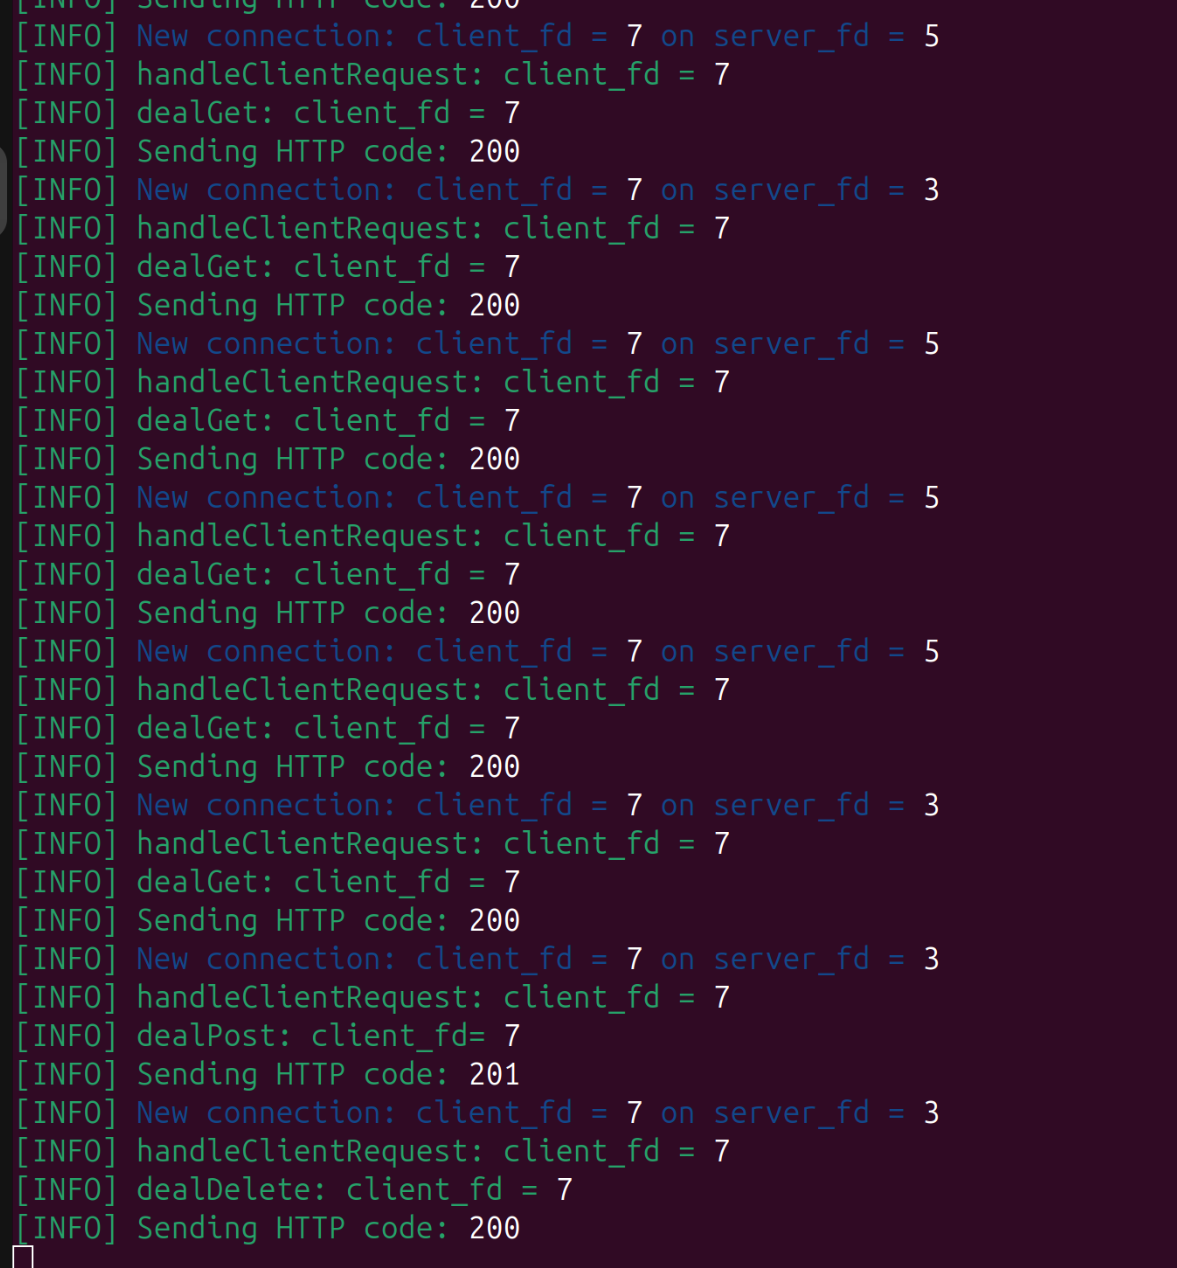 [INFO] Sending HTTP code: 200
[INFO] New connection: client_fd = 7 on server_fd = 5
[INFO] handleClientRequest: client_fd = 7
[INFO] dealGet: client_fd = 7
[INFO] Sending HTTP code: 200
[INFO] New connection: client_fd = 7 on server_fd = 3
[INFO] handleClientRequest: client_fd = 7
[INFO] dealGet: client_fd = 7
[INFO] Sending HTTP code: 200
[INFO] New connection: client_fd = 7 on server_fd = 5
[INFO] handleClientRequest: client_fd = 7
[INFO] dealGet: client_fd = 7
[INFO] Sending HTTP code: 200
[INFO] New connection: client_fd = 7 on server_fd = 5
[INFO] handleClientRequest: client_fd = 7
[INFO] dealGet: client_fd = 7
[INFO] Sending HTTP code: 200
[INFO] New connection: client_fd = 7 on server_fd = 5
[INFO] handleClientRequest: client_fd = 7
[INFO] dealGet: client_fd = 7
[INFO] Sending HTTP code: 200
[INFO] New connection: client_fd = 7 on server_fd = 3
[INFO] handleClientRequest: client_fd = 7
[INFO] dealGet: client_fd = 7
[INFO] Sending HTTP code: 200
[INFO] New connection: client_fd = 7 on server_fd = 3
[INFO] handleClientRequest: client_fd = 7
[INFO] dealPost: client_fd= 7
[INFO] Sending HTTP code: 201
[INFO] New connection: client_fd = 7 on server_fd = 3
[INFO] handleClientRequest: client_fd = 7
[INFO] dealDelete: client_fd = 7
[INFO] Sending HTTP code: 200